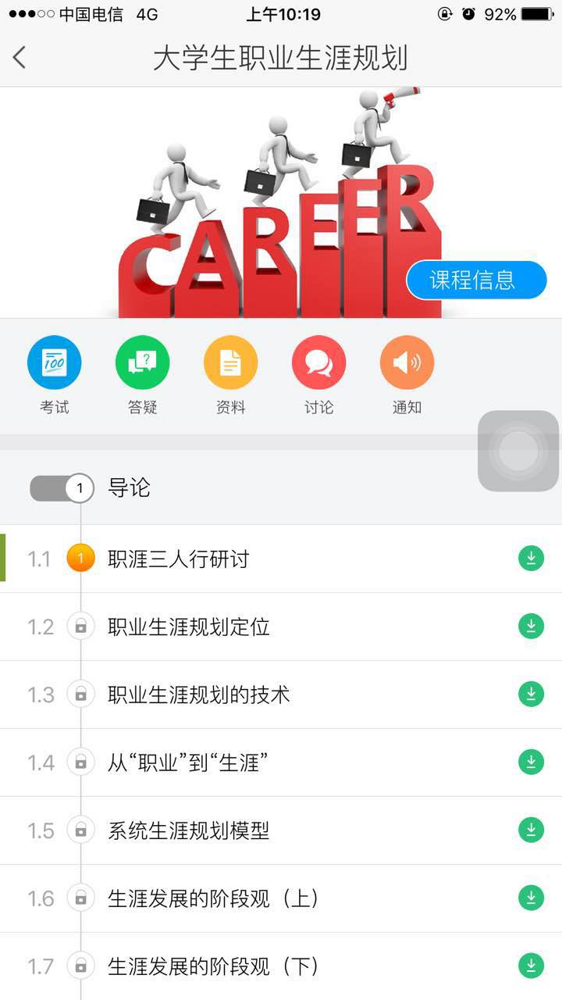 中国电信 4G 上午10:19 92%
大学生职业生涯规划
CAREER
课程信息
100 ?
考试 答疑 资料 讨论 通知
1 导论
1.1 1 职涯三人行研讨
1.2 职业生涯规划定位
1.3 职业生涯规划的技术
1.4 从“职业”到“生涯”
1.5 系统生涯规划模型
1.6 生涯发展的阶段观（上）
1.7 生涯发展的阶段观（下）